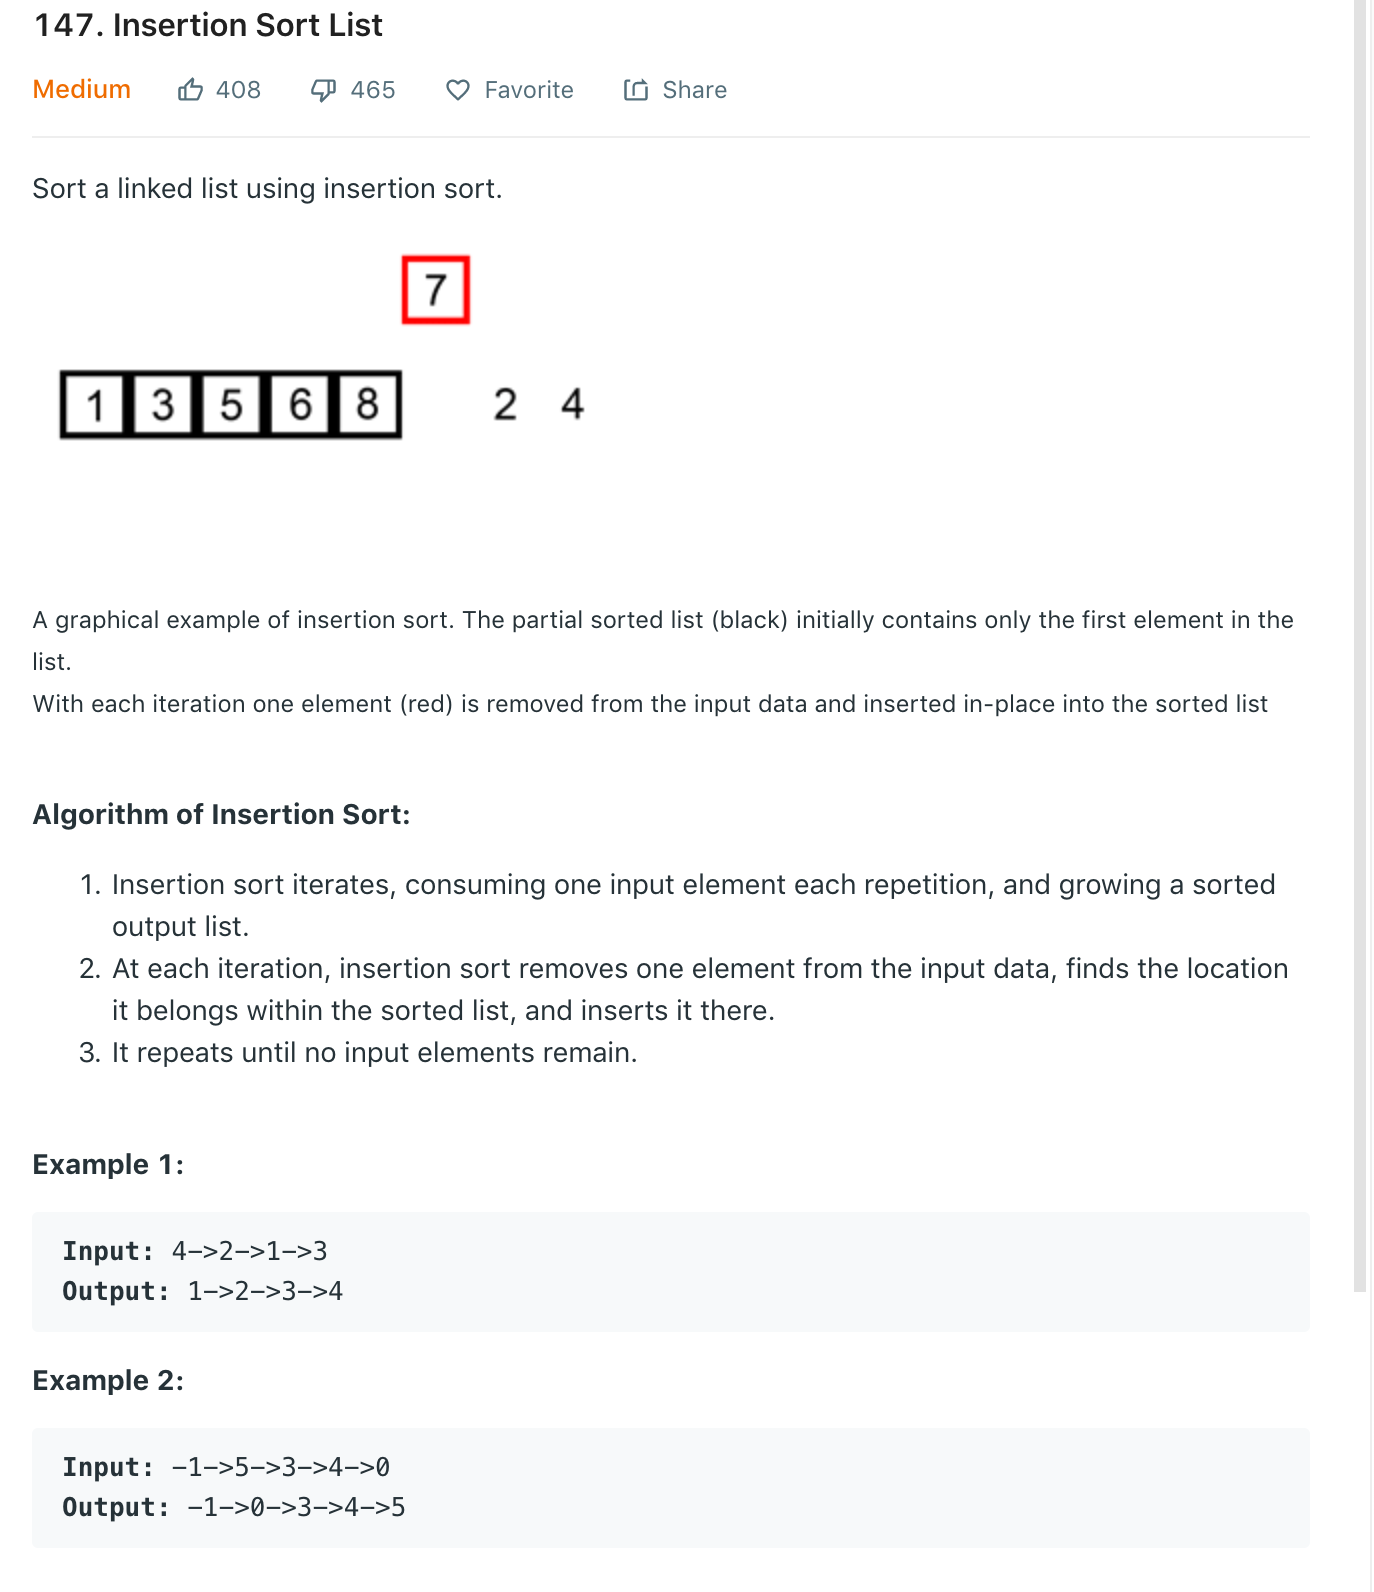 147. Insertion Sort List
Medium 408 465 Favorite Share
Sort a linked list using insertion sort.
7
1 3 5 6 8 2 4
A graphical example of insertion sort. The partial sorted list (black) initially contains only the first element in the
list.
With each iteration one element (red) is removed from the input data and inserted in-place into the sorted list
Algorithm of Insertion Sort:
1. Insertion sort iterates, consuming one input element each repetition, and growing a sorted
output list.
2. At each iteration, insertion sort removes one element from the input data, finds the location
it belongs within the sorted list, and inserts it there.
3. It repeats until no input elements remain.
Example 1:
Input: 4->2->1->3
Output: 1->2->3->4
Example 2:
Input: -1->5->3->4->0
Output: -1->0->3->4->5